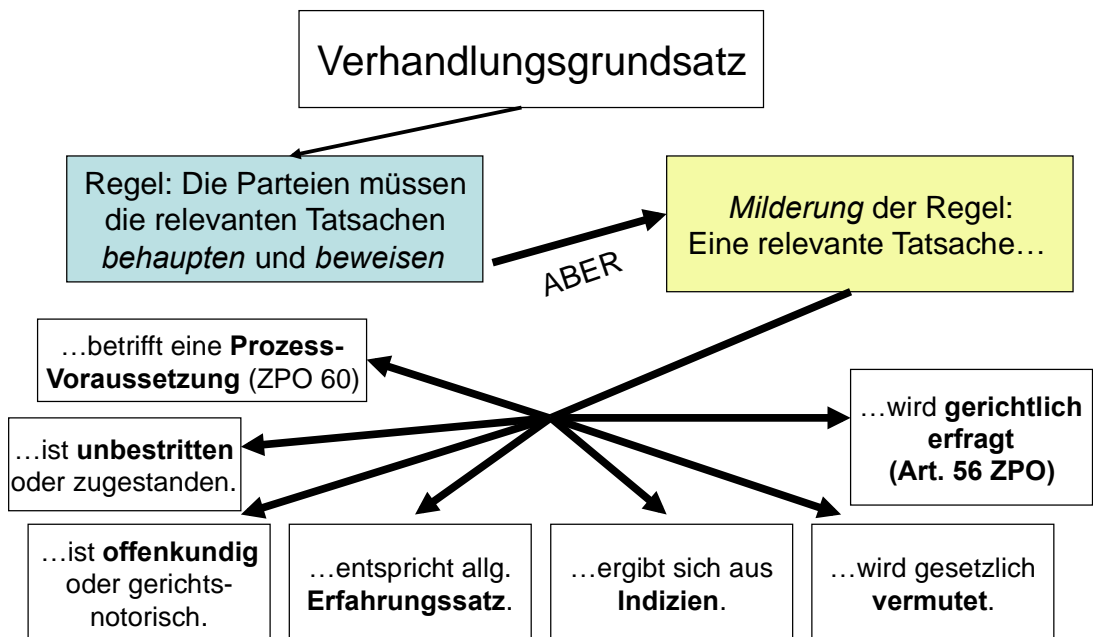 Verhandlungsgrundsatz
Regel: Die Parteien müssen
die relevanten Tatsachen
behaupten und beweisen
ABER
Milderung der Regel:
Eine relevante Tatsache…
…betrifft eine Prozess-
Voraussetzung (ZPO 60)
…ist unbestritten
oder zugestanden.
…ist offenkundig
oder gerichts-
notorisch.
…entspricht allg.
Erfahrungssatz.
…ergibt sich aus
Indizien.
…wird gesetzlich
vermutet.
…wird gerichtlich
erfragt
(Art. 56 ZPO)